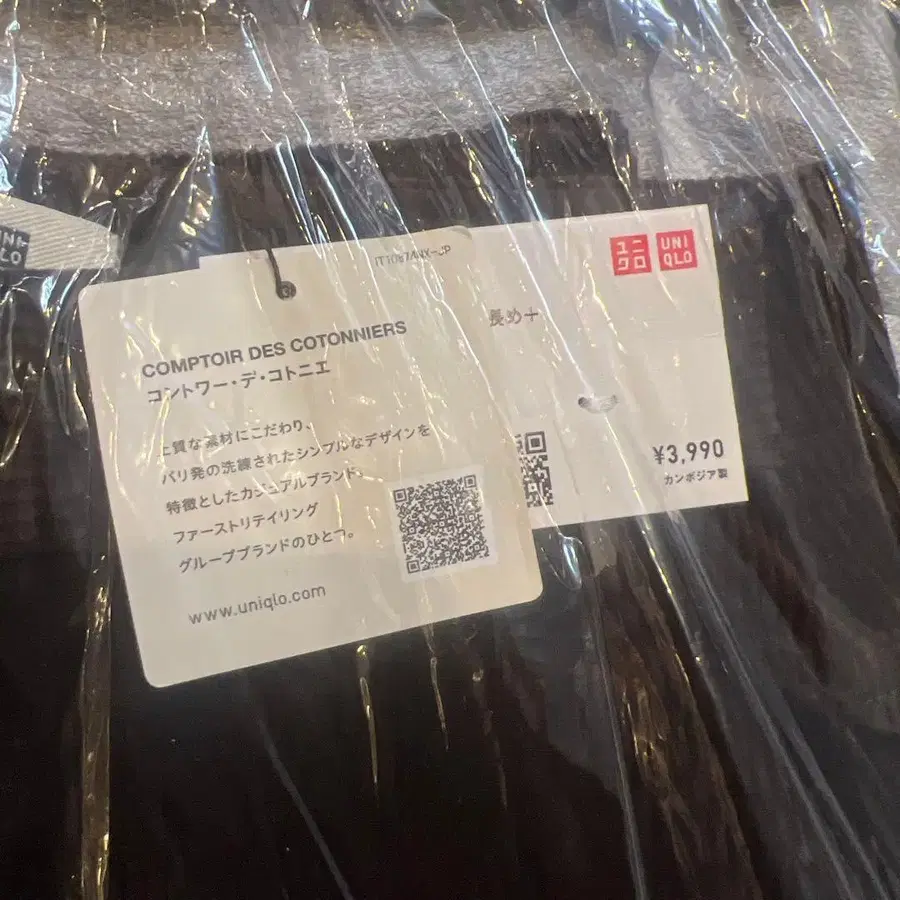 UNI
QLO
COMPTOIR DES COTONNIERS
コントワー・デ・コトニエ
上質な素材にこだわり、
パリ発の洗練されたシンプルなデザインを
特徴としたカジュアルブランド。
ファーストリテイリング
グループブランドのひとつ。
www.uniqlo.com
ユニ
クロ
UNI
QLO
長め+
¥3,990
カンボジア製